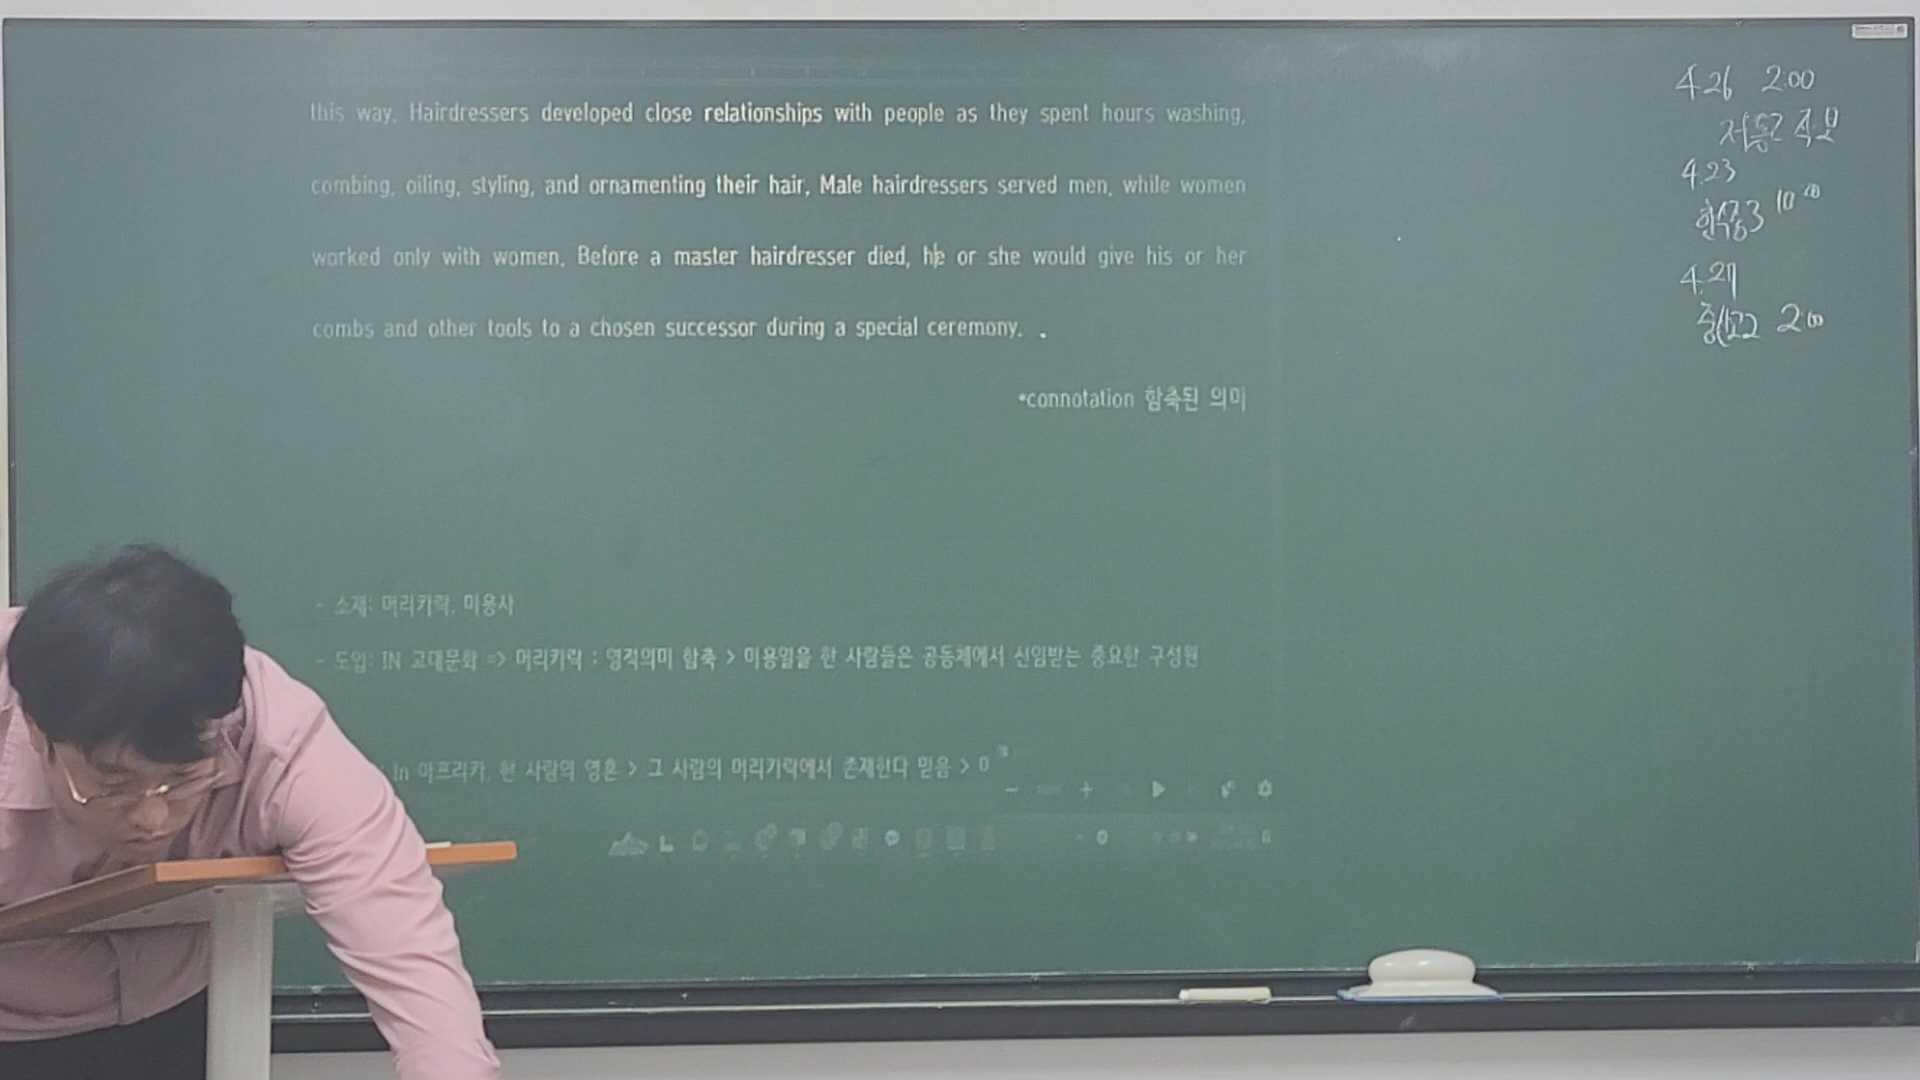 this way. Hairdressers developed close relationships with people as they spent hours washing,
combing, oiling, styling, and ornamenting their hair. Male hairdressers served men, while women
worked only with women. Before a master hairdresser died, he or she would give his or her
combs and other tools to a chosen successor during a special ceremony. .
*connotation 함축된 의미
- 소재: 머리카락, 미용사
- 도입: IN 고대문화 => 머리카락 : 영적의미 함축 > 미용일을 한 사람들은 공동체에서 신임받는 중요한 구성원
In 아프리카, 한 사람의 영혼 > 그 사람의 머리카락에서 존재한다 믿음 >
4.26 2:00
4.23
10:00
4.27
2:00